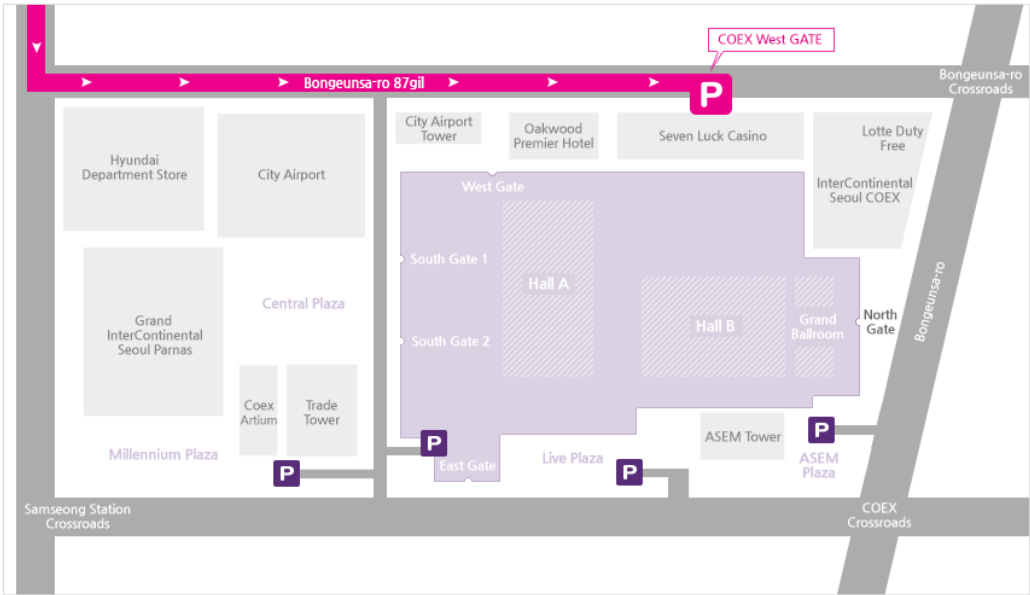 COEX West GATE
Bongeunsa-ro 87gil
P
Bongeunsa-ro
Crossroads
City Airport
Tower
Oakwood
Premier Hotel
Seven Luck Casino
Lotte Duty
Free
Hyundai
Department Store
City Airport
West Gate
InterContinental
Seoul COEX
South Gate 1
Hall A
Central Plaza
Grand
InterContinental
Seoul Parnas
South Gate 2
Hall B
Grand
Ballroom
North
Gate
Bongeunsa-ro
Coex
Artium
Trade
Tower
P
ASEM Tower
P
Millennium Plaza
P
East Gate
Live Plaza
P
ASEM
Plaza
Samseong Station
Crossroads
COEX
Crossroads